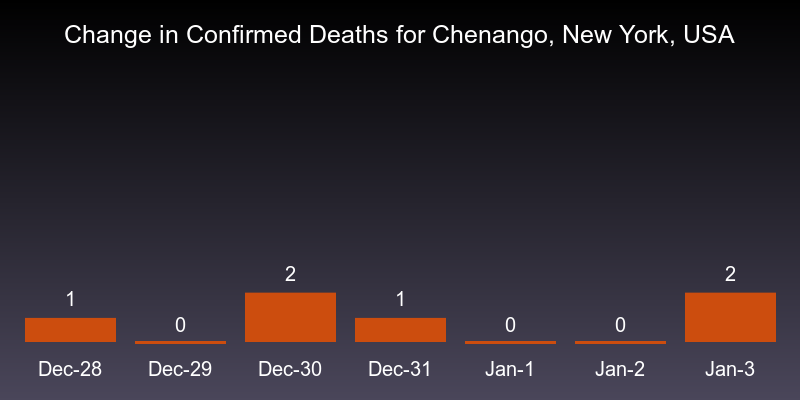 Change in Confirmed Deaths for Chenango, New York, USA
1 0 2 1 0 0 2
Dec-28 Dec-29 Dec-30 Dec-31 Jan-1 Jan-2 Jan-3